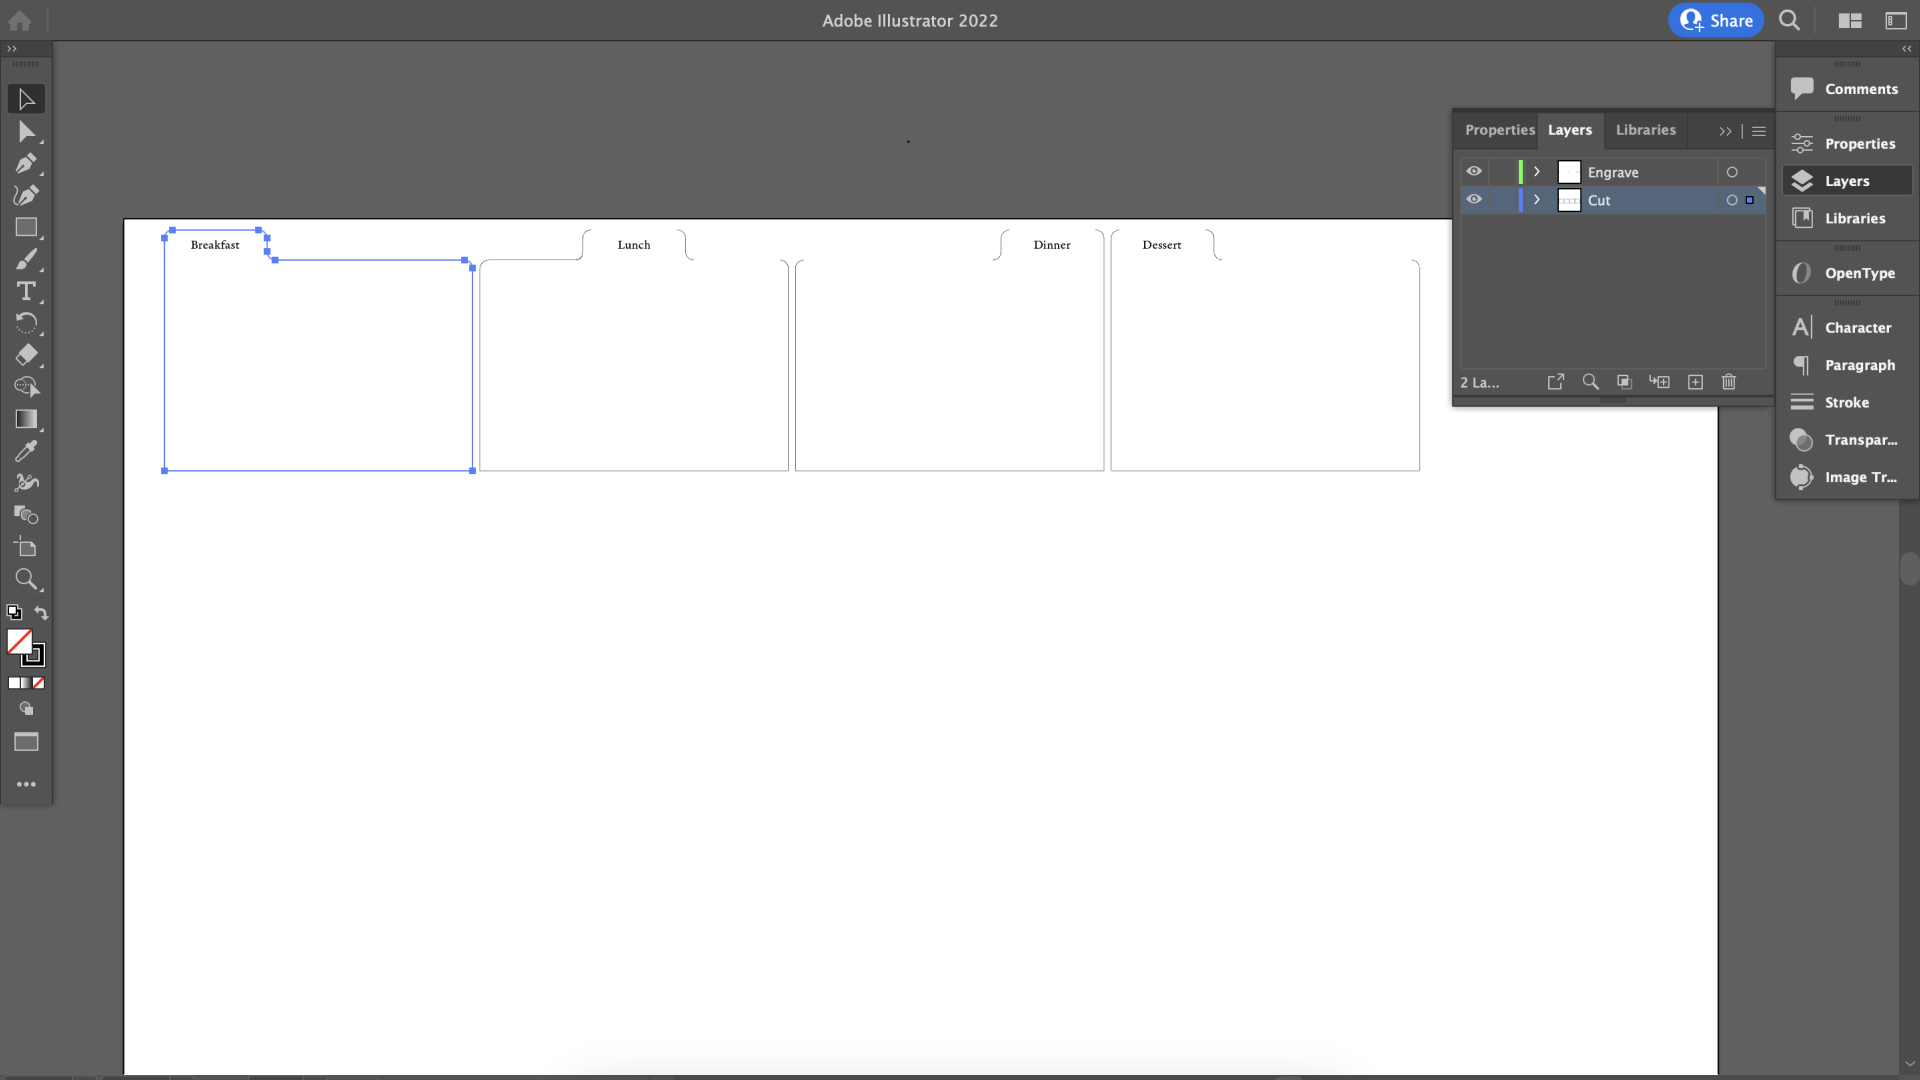 Adobe Illustrator 2022
Share
Comments
Properties Layers Libraries
Properties
Engrave
Layers
Cut
Libraries
Breakfast Lunch Dinner Dessert
OpenType
Character
Paragraph
2 La...
Stroke
Transpar...
Image Tr...